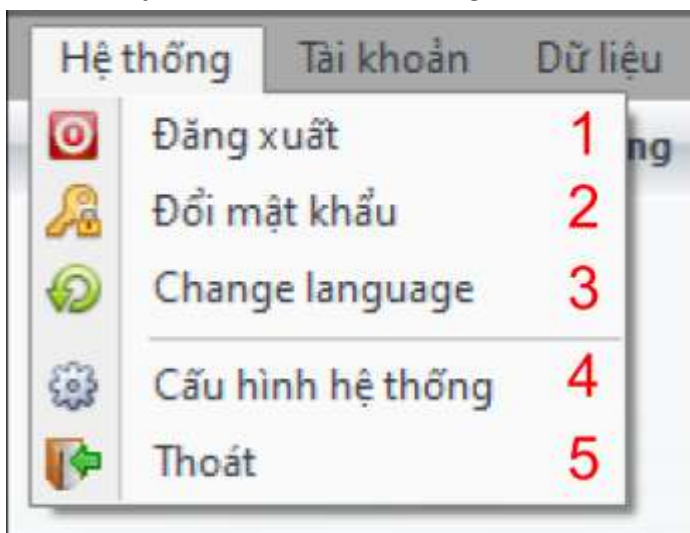 Hệ thống Tài khoản Dữ liệu
Đăng xuất 1
ng
Đổi mật khẩu 2
Change language 3
Cấu hình hệ thống 4
Thoát 5